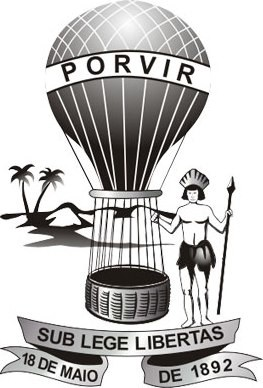 PORVIR
SUB LEGE LIBERTAS
18 DE MAIO DE 1892